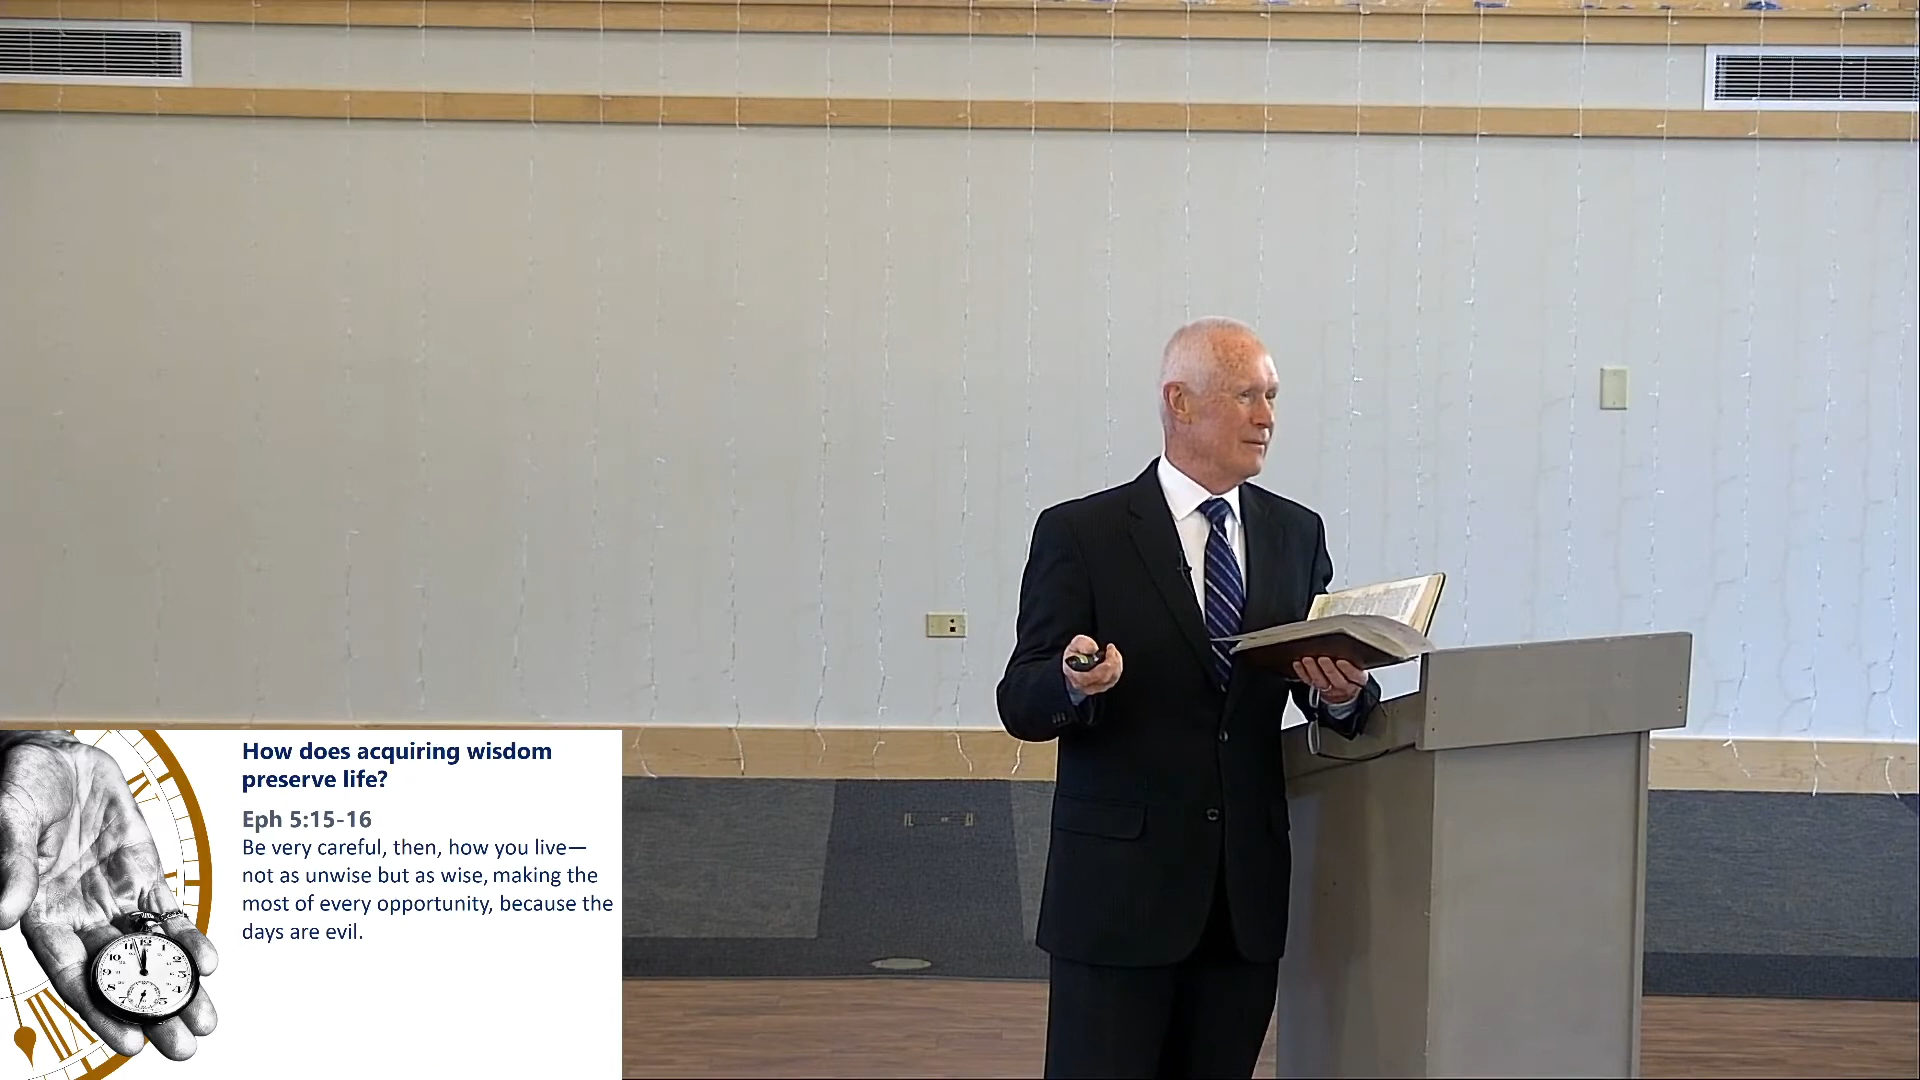 How does acquiring wisdom
preserve life?
Eph 5:15-16
Be very careful, then, how you live—
not as unwise but as wise, making the
most of every opportunity, because the
days are evil.